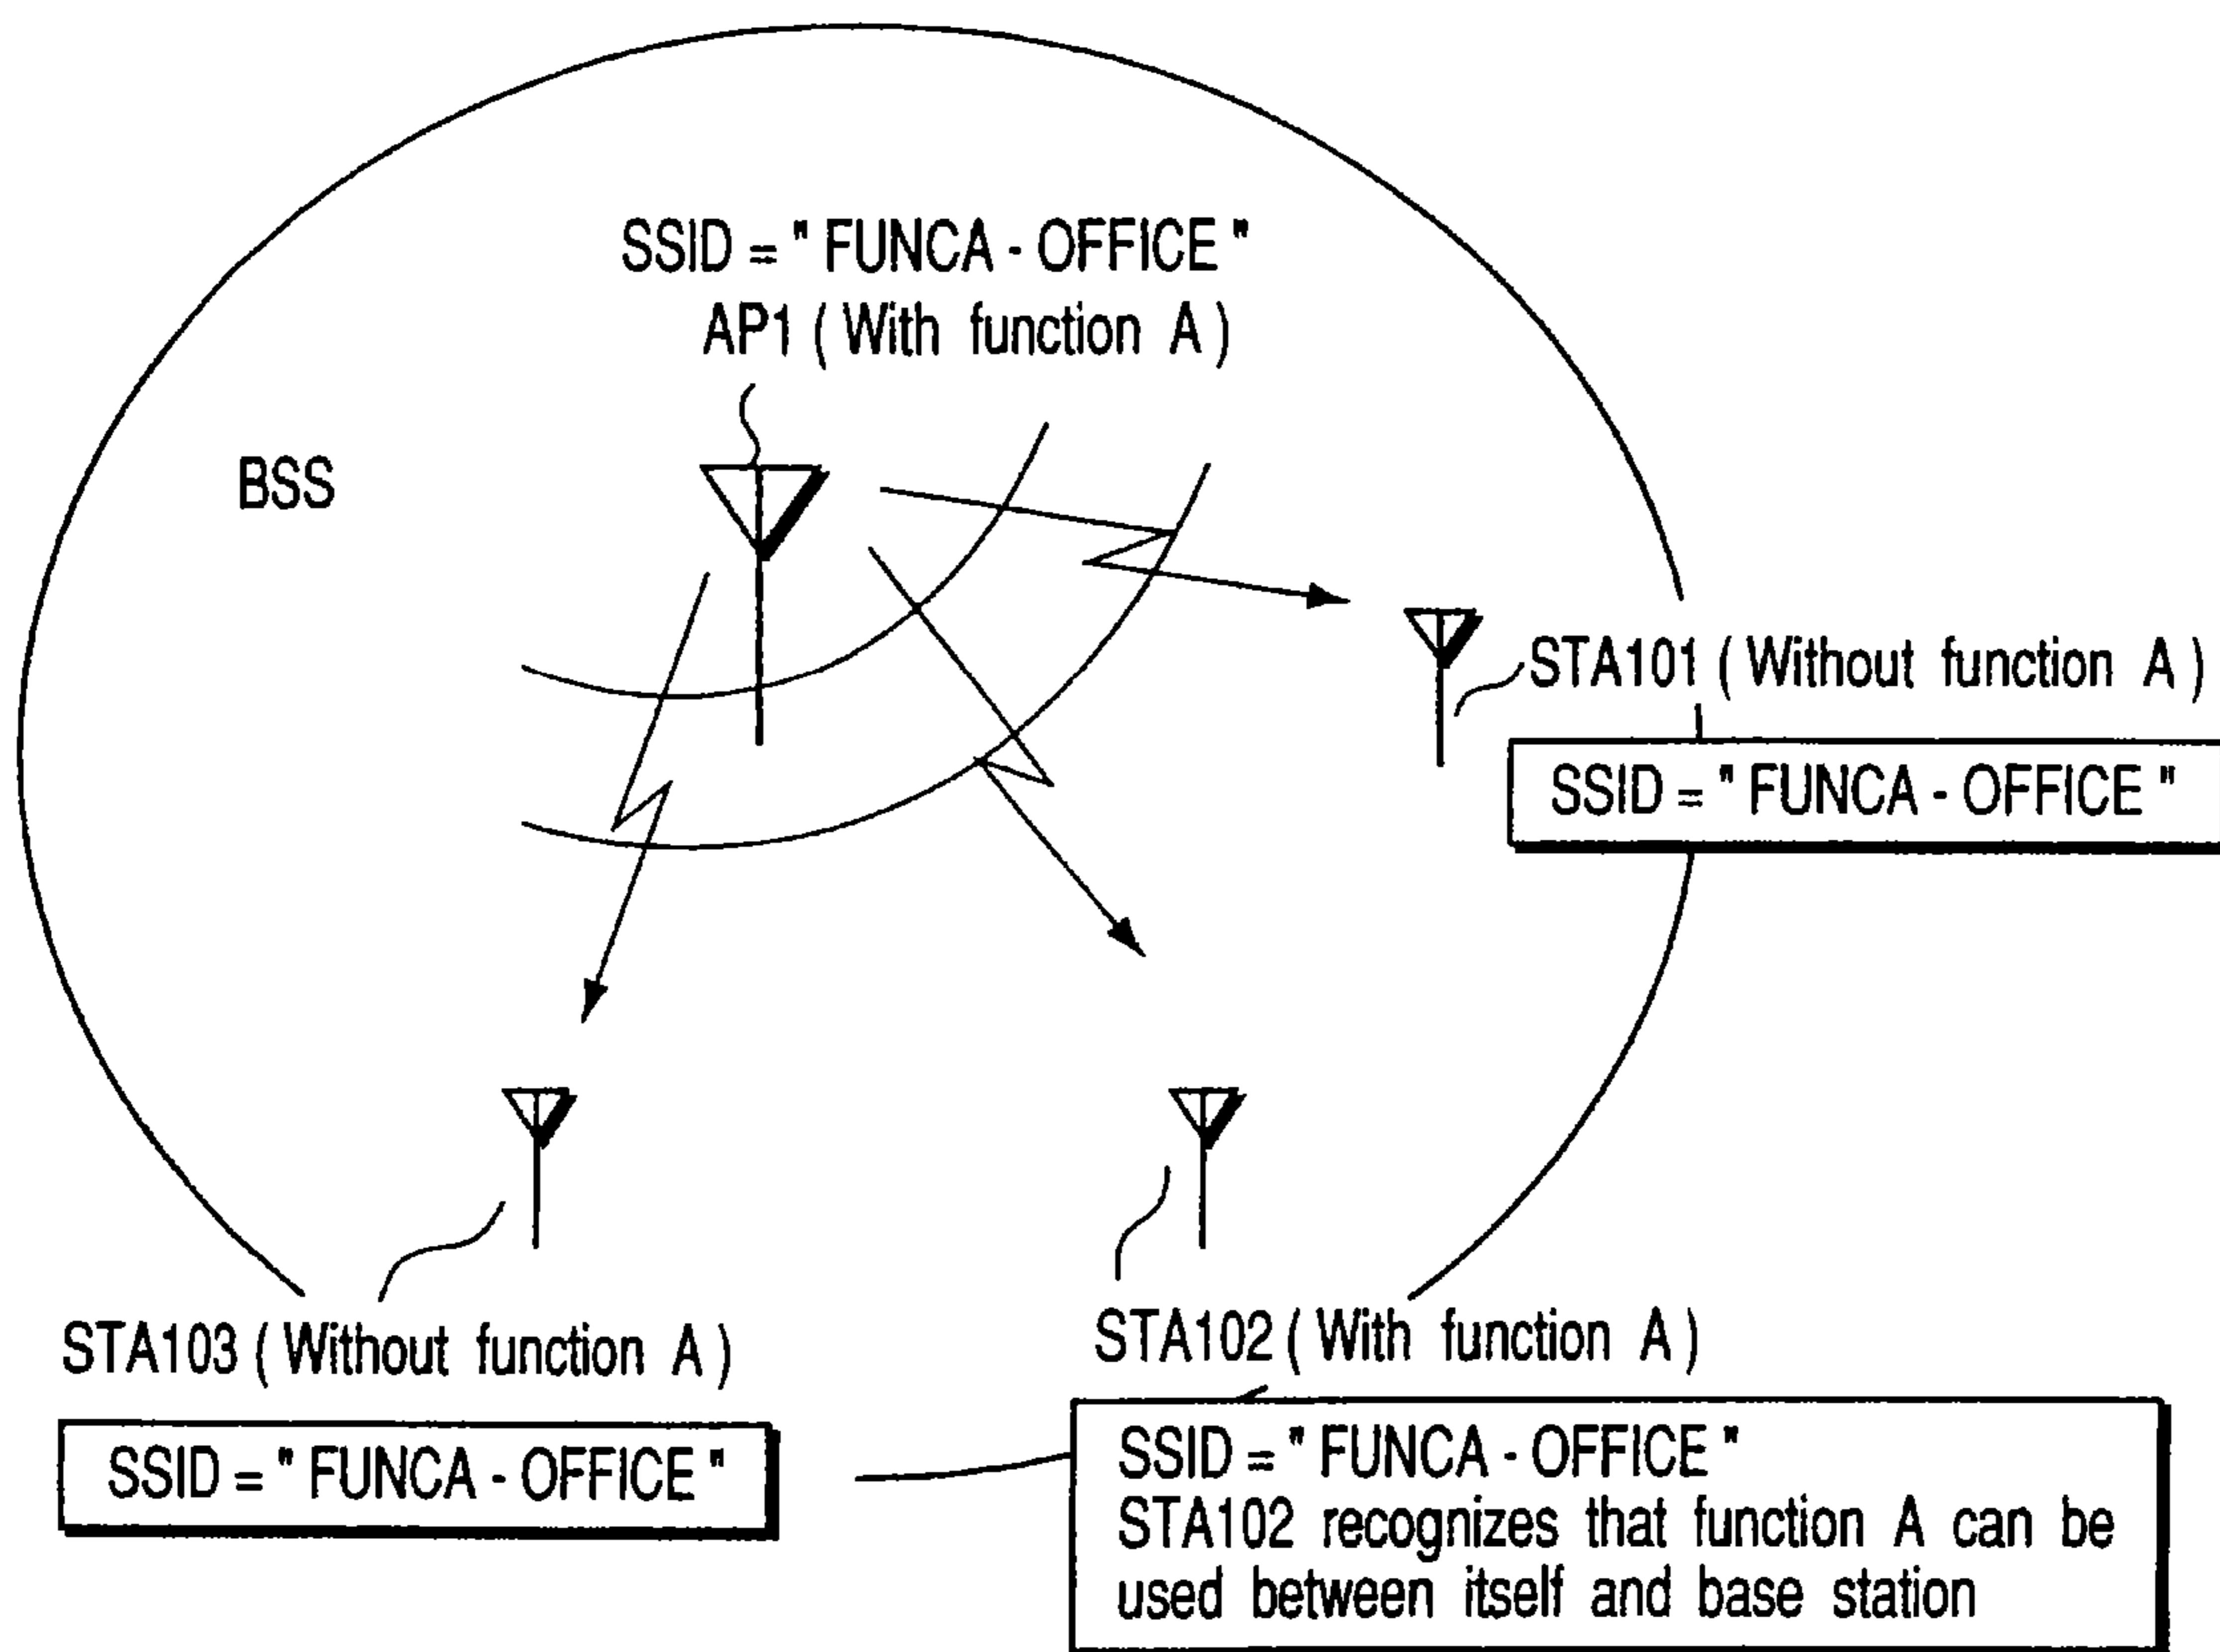 SSID = " FUNCA - OFFICE "
AP1 ( With function A )
BSS
STA101 ( Without function A )
SSID = " FUNCA - OFFICE "
STA103 ( Without function A )
SSID = " FUNCA - OFFICE "
STA102 ( With function A )
SSID = " FUNCA - OFFICE "
STA102 recognizes that function A can be
used between itself and base station